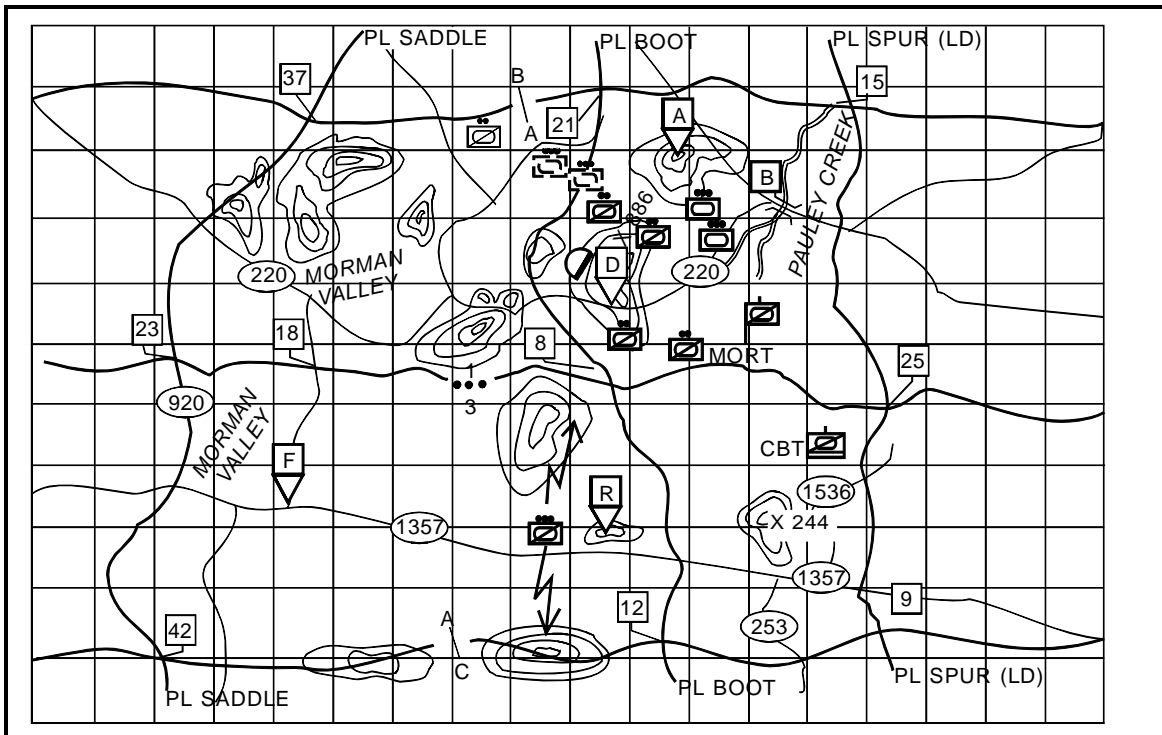 PL SADDLE
PL BOOT
PL SPUR (LD)
37
B
15
A
21
A
B
986
PAULEY CREEK
D
220
220
MORMAN
VALLEY
23
18
8
MORT
25
1
3
920
MORMAN
VALLEY
F
CBT
R
1536
X 244
1357
1357
9
A
12
253
42
C
PL SADDLE
PL BOOT
PL SPUR (LD)